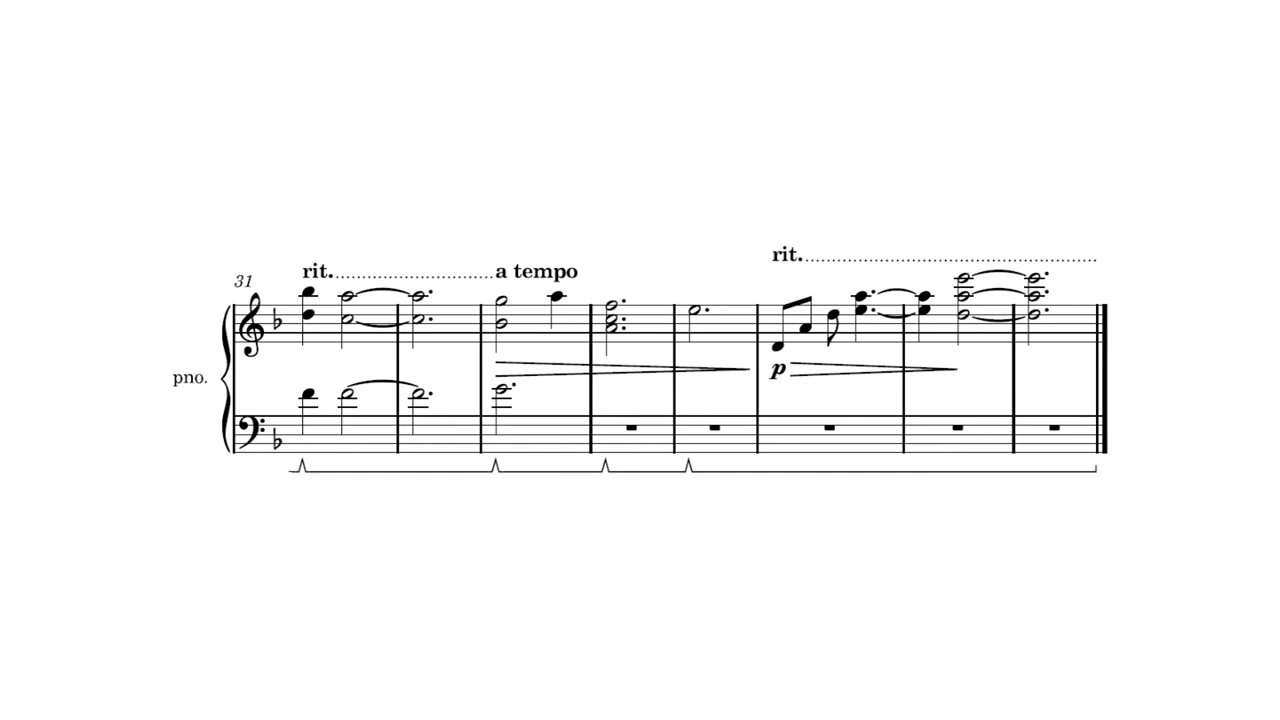 rit.
rit.......a tempo
31
pno.
p